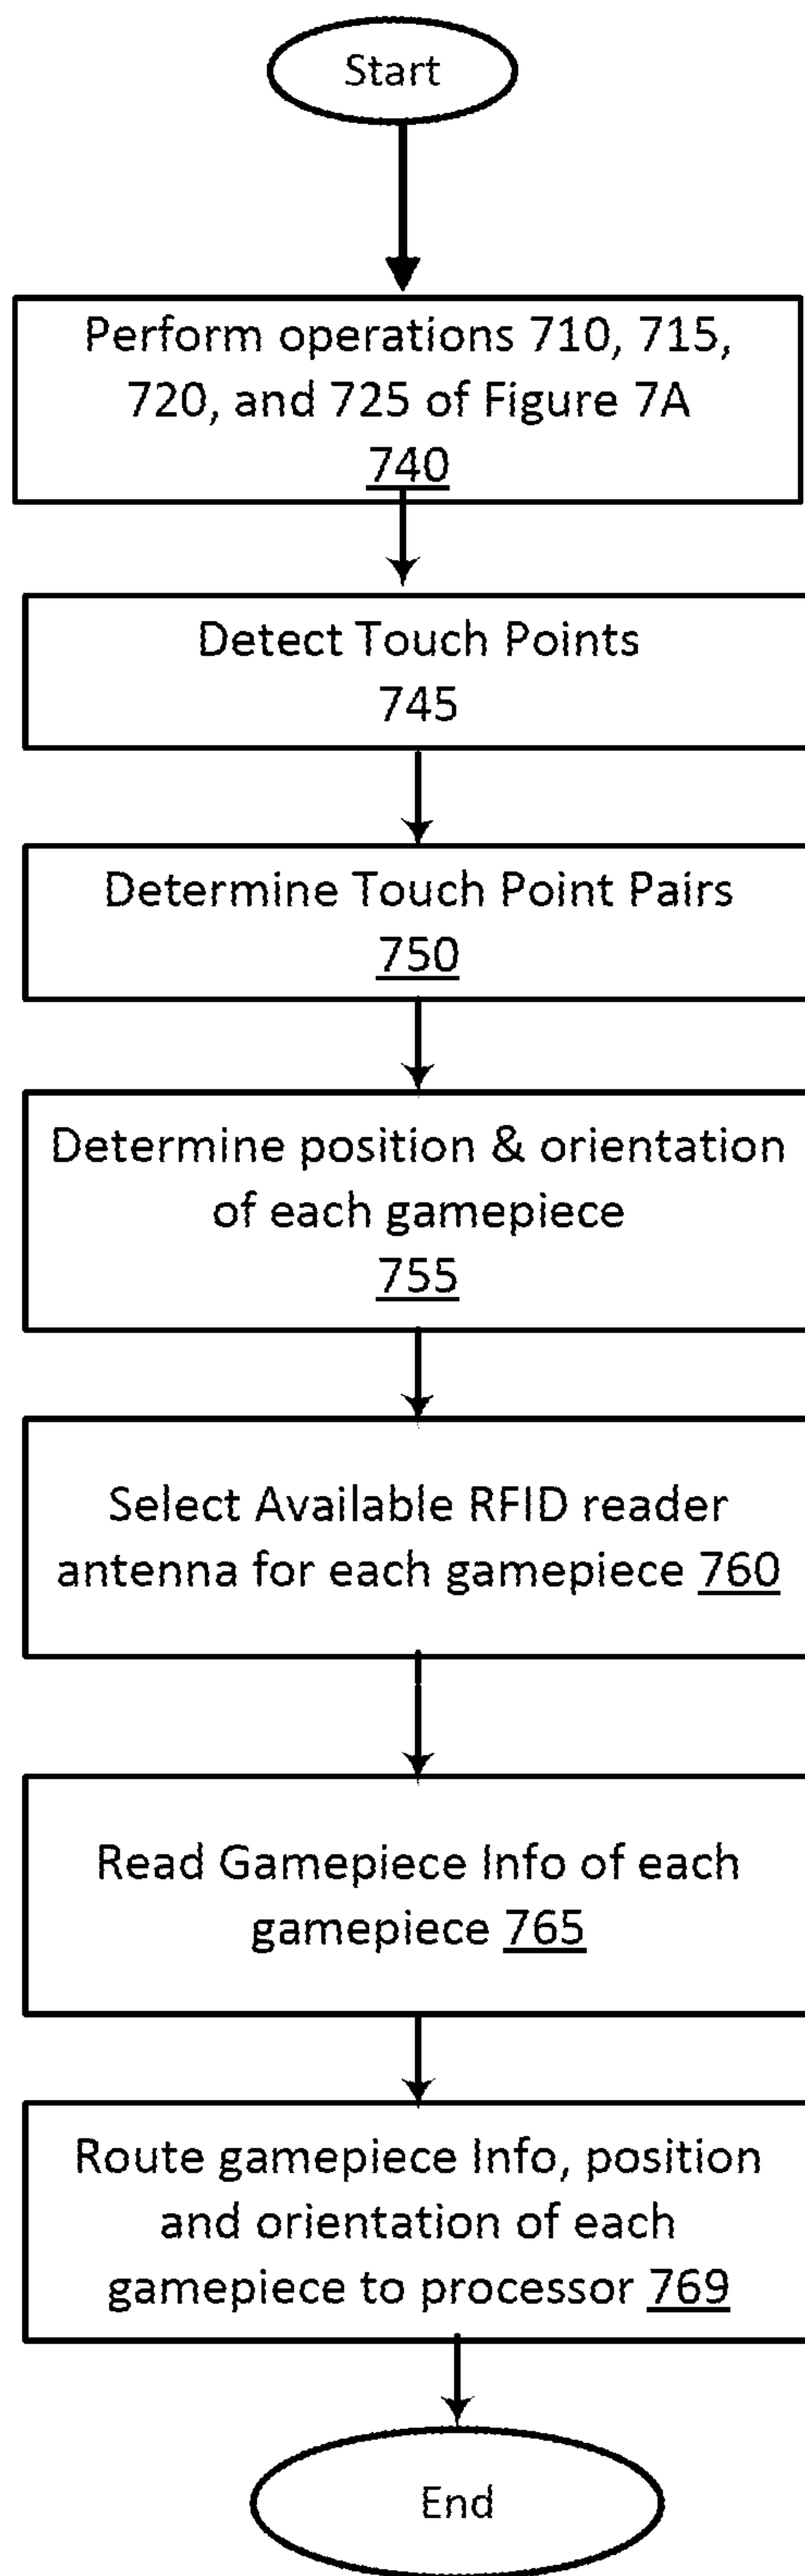 Start
Perform operations 710, 715,
720, and 725 of Figure 7A
740
Detect Touch Points
745
Determine Touch Point Pairs
750
Determine position & orientation
of each gamepiece
755
Select Available RFID reader
antenna for each gamepiece 760
Read Gamepiece Info of each
gamepiece 765
Route gamepiece Info, position
and orientation of each
gamepiece to processor 769
End